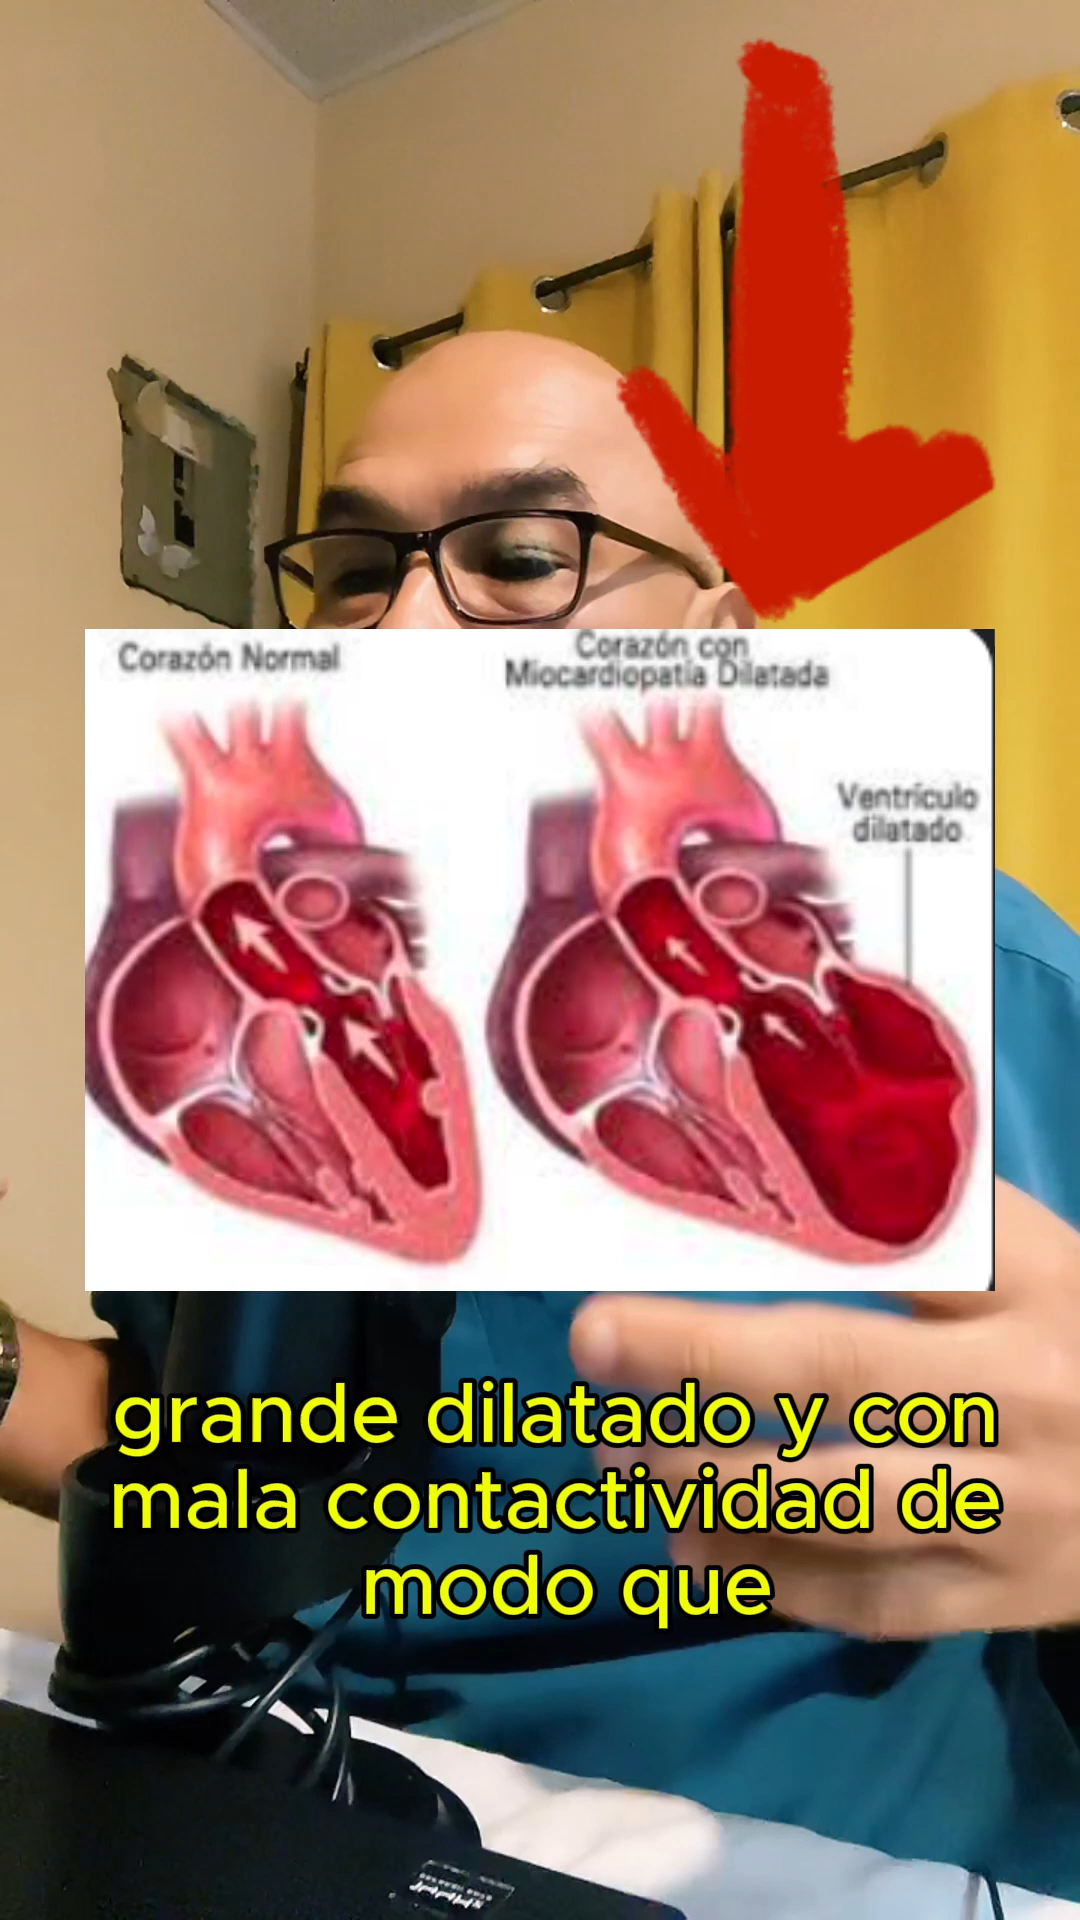 Corazón Normal
Corazón con
Miocardiopatía Dilatada
Ventrículo
dilatado
grande dilatado y con
mala contactividad de
modo que